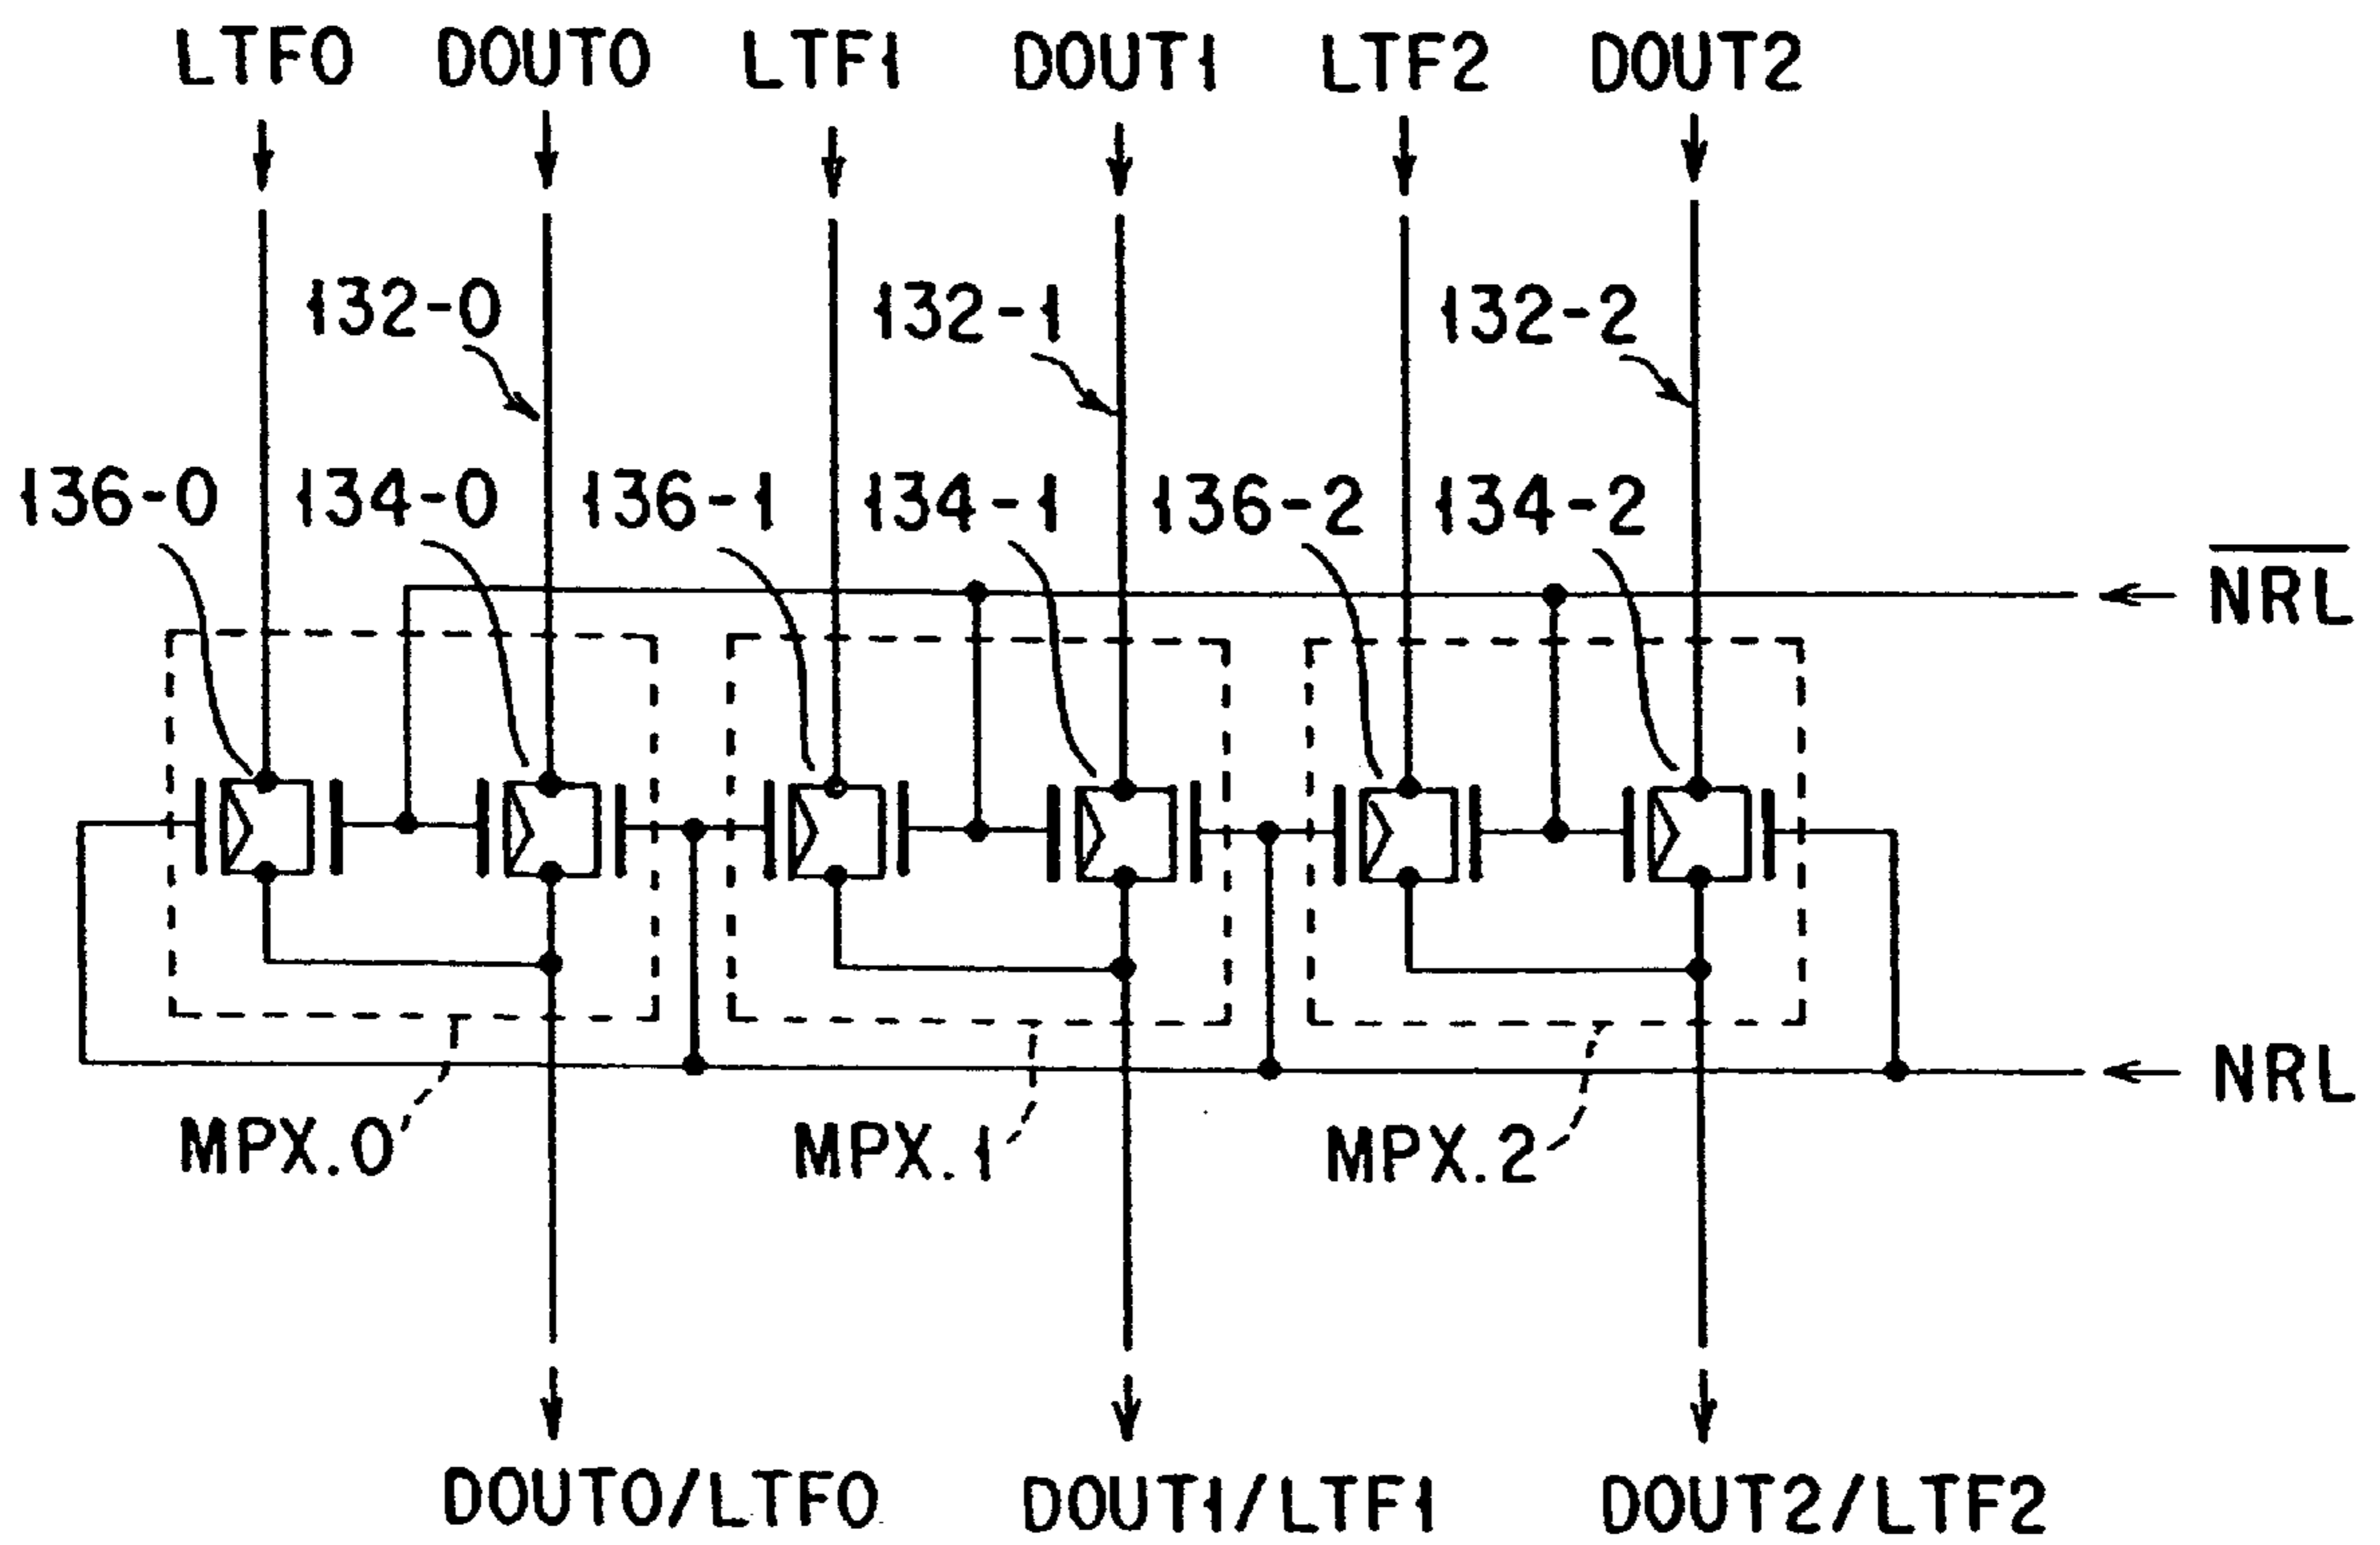 LTF0 DOUT0 LTF1 DOUT1 LTF2 DOUT2
132-0 132-1 132-2
136-0 134-0 136-1 134-1 136-2 134-2
N̅R̅L̅
NRL
MPX.0 MPX.1 MPX.2
DOUT0/LTF0 DOUT1/LTF1 DOUT2/LTF2